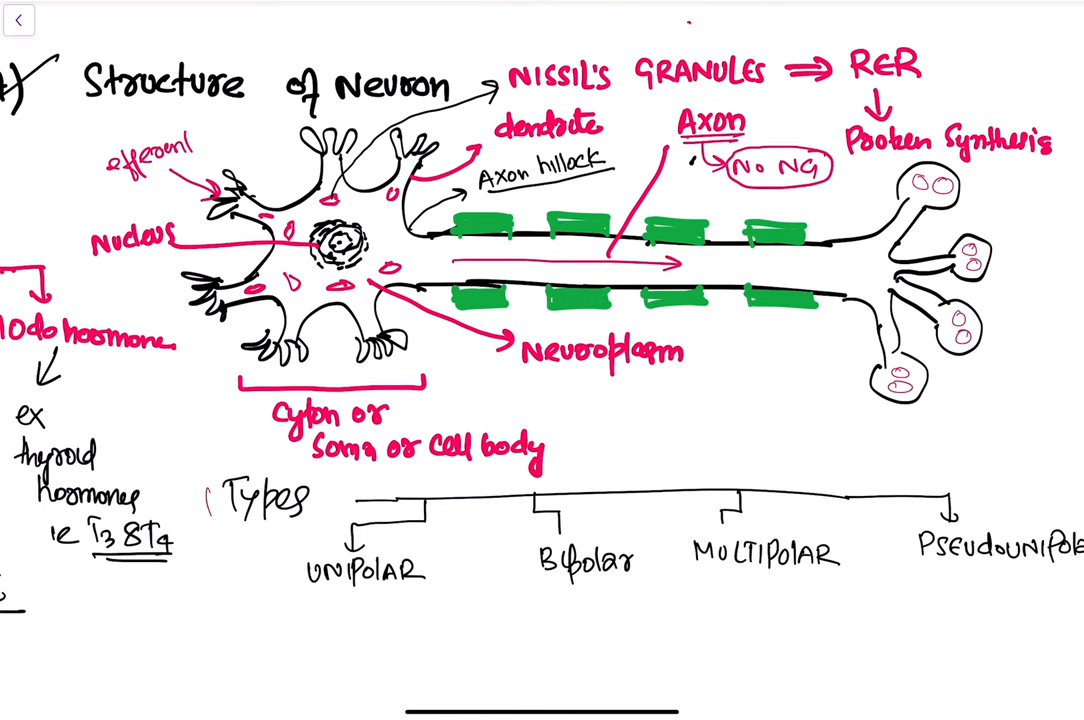 Structure of Neuron
NISSIL'S GRANULES ⇒ RER
dendrite
Axon
Protein Synthesis
efferent
Axon hillock
No NG
Nucleus
Iodo hormone
Neuroplasm
ex
thyroid
hormones
ie T3 & T4
Cyton or
Soma or cell body
Types
UNIPOLAR
Bipolar
MULTIPOLAR
PSEUDOUNIPOLA